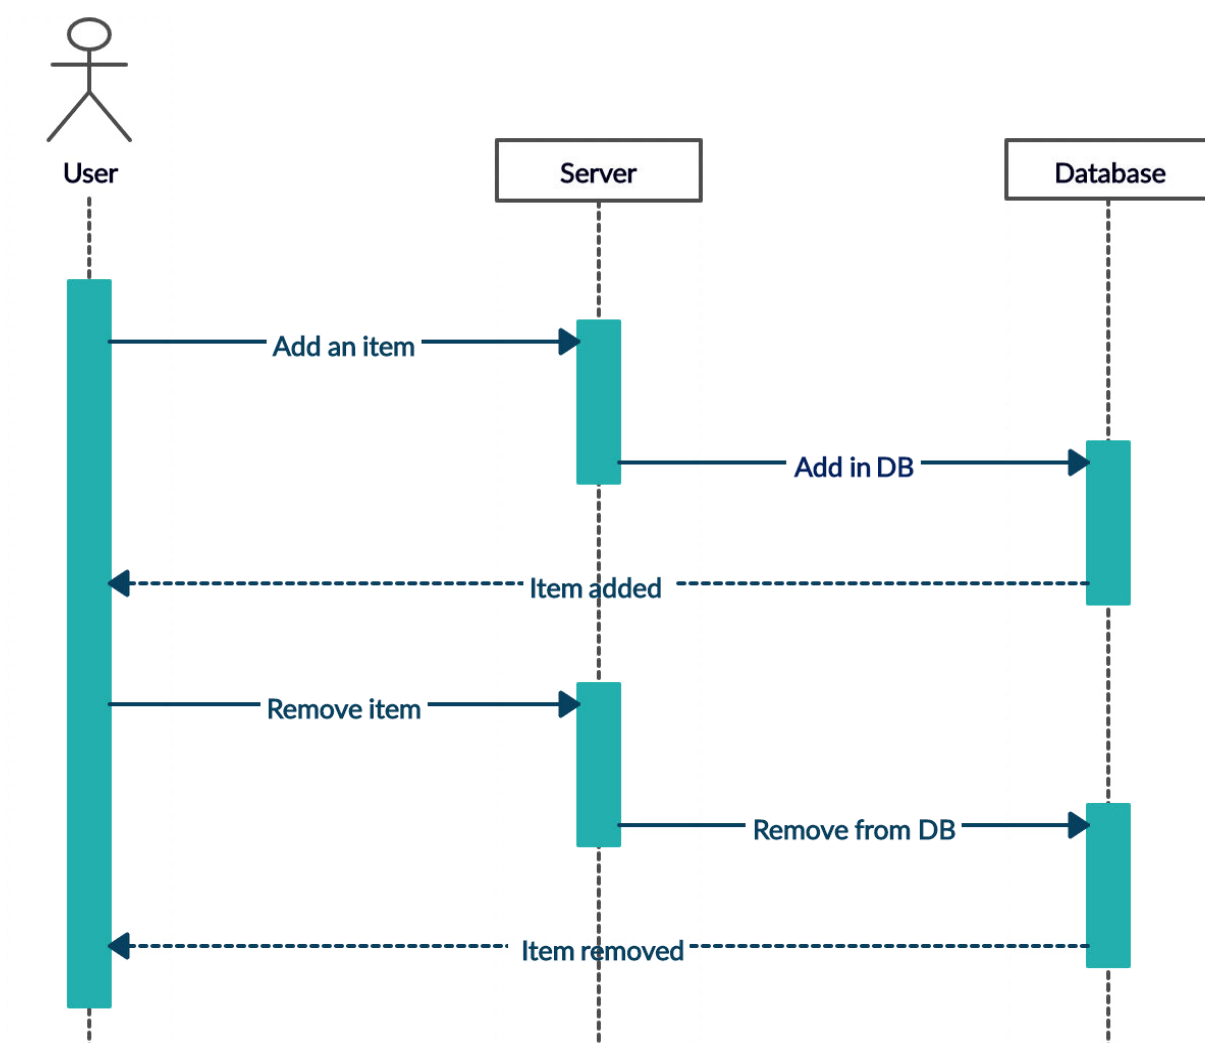 User
Server
Database
Add an item
Add in DB
Item added
Remove item
Remove from DB
Item removed